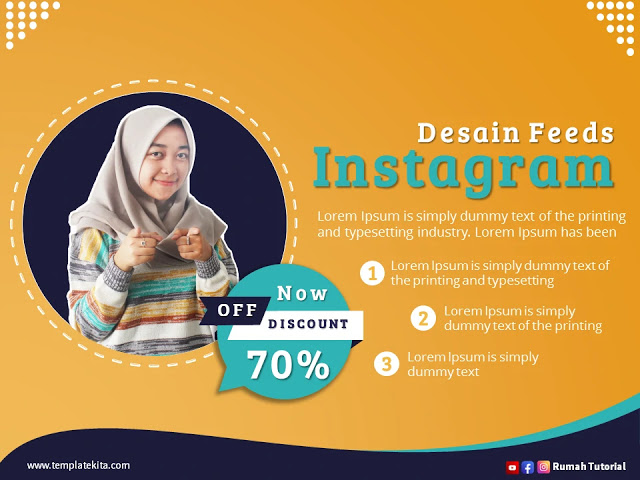 Desain Feeds
Instagram
Lorem Ipsum is simply dummy text of the printing
and typesetting industry. Lorem Ipsum has been
1
Lorem Ipsum is simply dummy text of
the printing and typesetting
2
Lorem Ipsum is simply
dummy text of the printing
3
Lorem Ipsum is simply
dummy text
Now
OFF
DISCOUNT
70%
www.templatekita.com
Rumah Tutorial